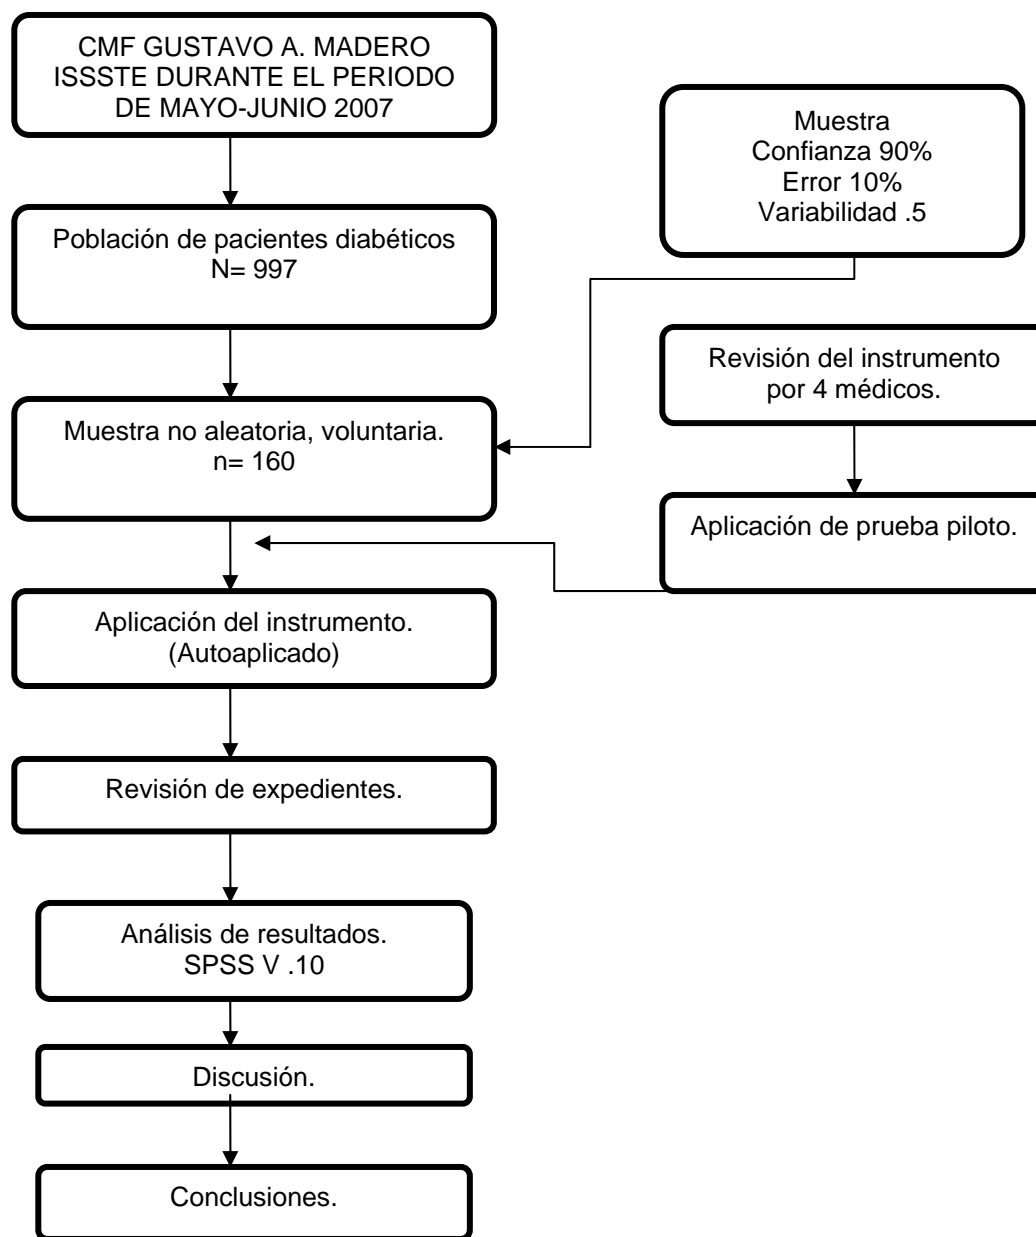 CMF GUSTAVO A. MADERO
ISSSTE DURANTE EL PERIODO
DE MAYO-JUNIO 2007
Muestra
Confianza 90%
Error 10%
Variabilidad .5
Población de pacientes diabéticos
N= 997
Revisión del instrumento
por 4 médicos.
Muestra no aleatoria, voluntaria.
n= 160
Aplicación de prueba piloto.
Aplicación del instrumento.
(Autoaplicado)
Revisión de expedientes.
Análisis de resultados.
SPSS V .10
Discusión.
Conclusiones.